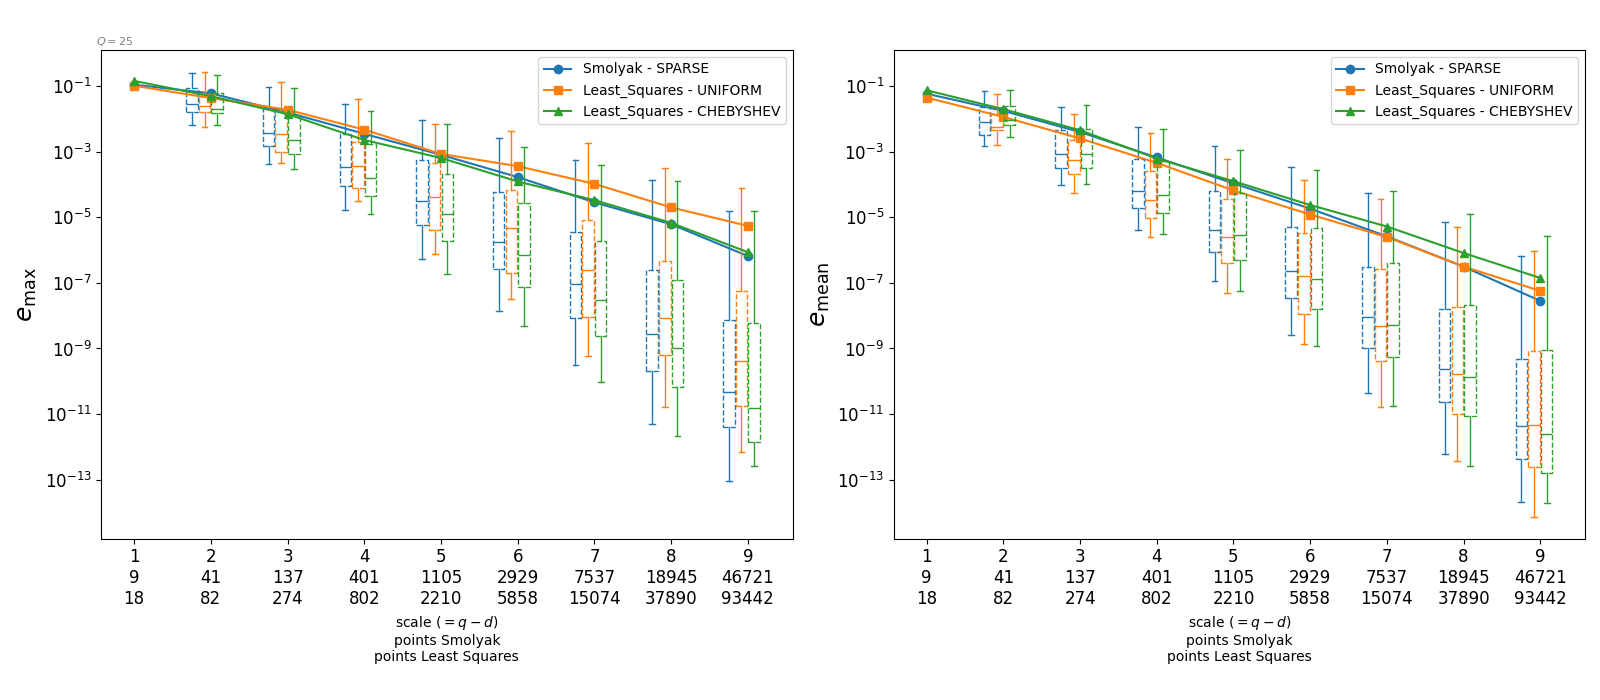 Q = 25
Smolyak - SPARSE
Least_Squares - UNIFORM
Least_Squares - CHEBYSHEV
10⁻¹
10⁻³
10⁻⁵
10⁻⁷
10⁻⁹
10⁻¹¹
10⁻¹³
e_max
1 2 3 4 5 6 7 8 9
9 41 137 401 1105 2929 7537 18945 46721
18 82 274 802 2210 5858 15074 37890 93442
scale (= q − d)
points Smolyak
points Least Squares
Smolyak - SPARSE
Least_Squares - UNIFORM
Least_Squares - CHEBYSHEV
10⁻¹
10⁻³
10⁻⁵
10⁻⁷
10⁻⁹
10⁻¹¹
10⁻¹³
e_mean
1 2 3 4 5 6 7 8 9
9 41 137 401 1105 2929 7537 18945 46721
18 82 274 802 2210 5858 15074 37890 93442
scale (= q − d)
points Smolyak
points Least Squares